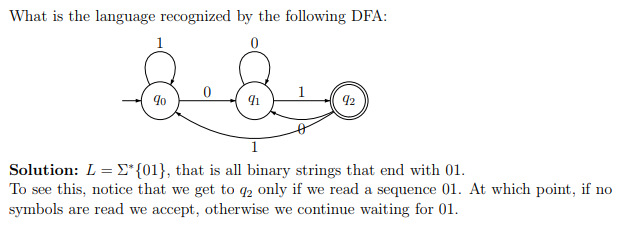 What is the language recognized by the following DFA:
1 0
q0 0 q1 1 q2
0
1
Solution: L = Σ*{01}, that is all binary strings that end with 01.
To see this, notice that we get to q2 only if we read a sequence 01. At which point, if no
symbols are read we accept, otherwise we continue waiting for 01.